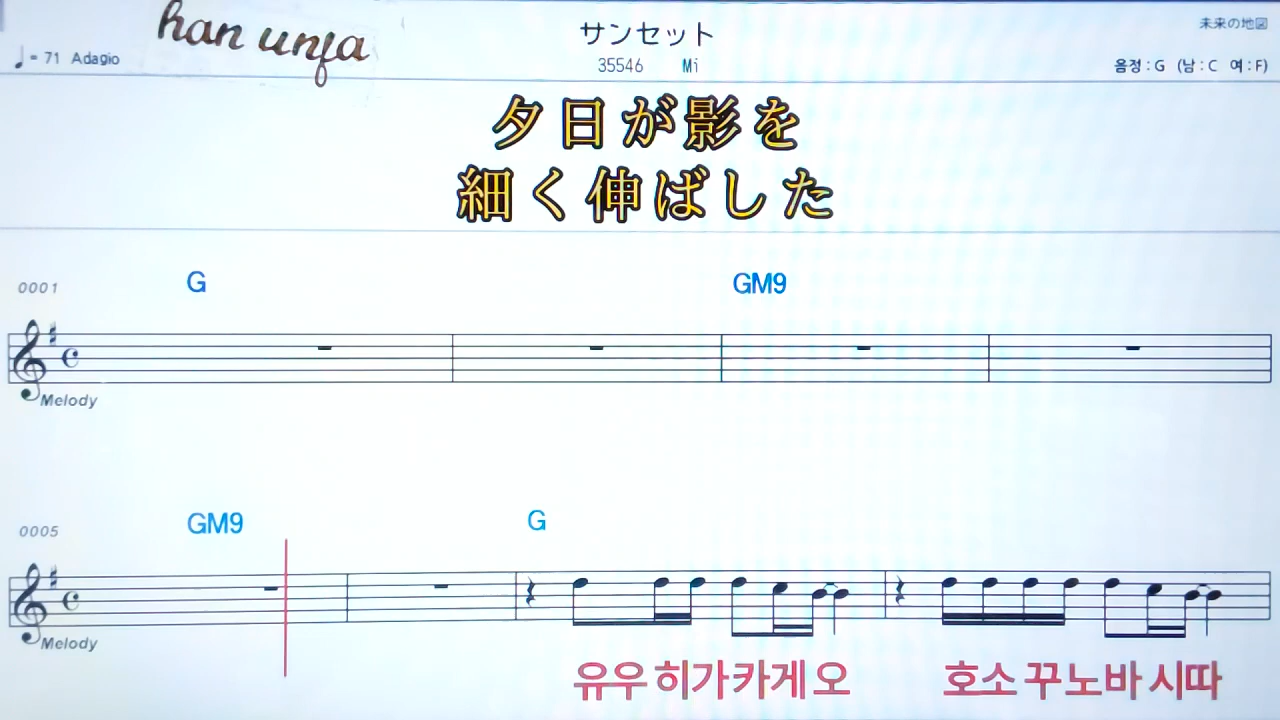 han unja
サンセット
未来の地図
♩= 71 Adagio
35546 Mi
음정 : G (남 : C 여 : F)
夕日が影を
細く伸ばした
0001 G GM9
Melody
0005 GM9 G
Melody
유우 히가 카게 오 호소 꾸 노바 시따